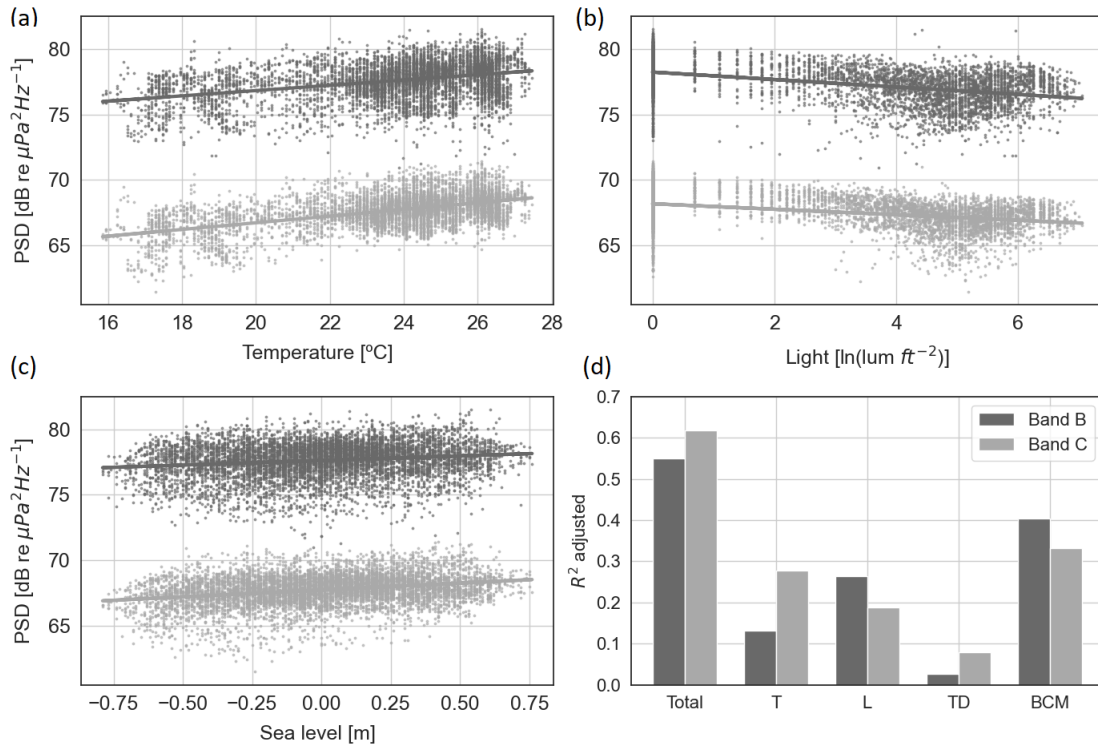 (a)
(b)
80
75
70
65
PSD [dB re μPa²Hz⁻¹]
16 18 20 22 24 26 28
Temperature [ºC]
80
75
70
65
0 2 4 6
Light [ln(lum ft⁻²)]
(c)
(d)
80
75
70
65
PSD [dB re μPa²Hz⁻¹]
−0.75 −0.50 −0.25 0.00 0.25 0.50 0.75
Sea level [m]
0.7
0.6
0.5
0.4
0.3
0.2
0.1
0.0
R² adjusted
Band B
Band C
Total T L TD BCM